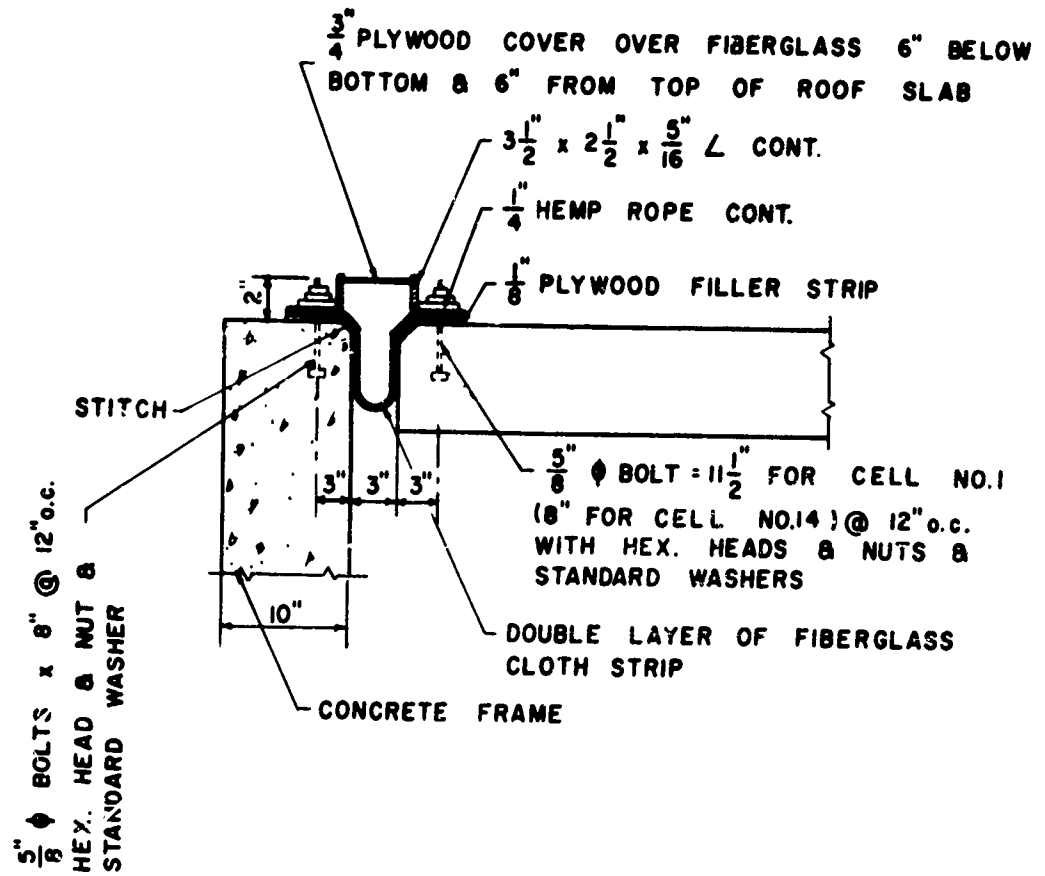 3/4" PLYWOOD COVER OVER FIBERGLASS 6" BELOW
BOTTOM & 6" FROM TOP OF ROOF SLAB
3 1/2" x 2 1/2" x 5/16" ∠ CONT.
1/4" HEMP ROPE CONT.
1/8" PLYWOOD FILLER STRIP
2"
STITCH
3" 3" 3"
5/8" ϕ BOLT = 11 1/2" FOR CELL NO.1
(8" FOR CELL NO.14) @ 12" o.c.
WITH HEX. HEADS & NUTS &
STANDARD WASHERS
10"
DOUBLE LAYER OF FIBERGLASS
CLOTH STRIP
CONCRETE FRAME
5/8" ϕ BOLTS x 8" @ 12" o.c.
HEX. HEAD & NUT &
STANDARD WASHER